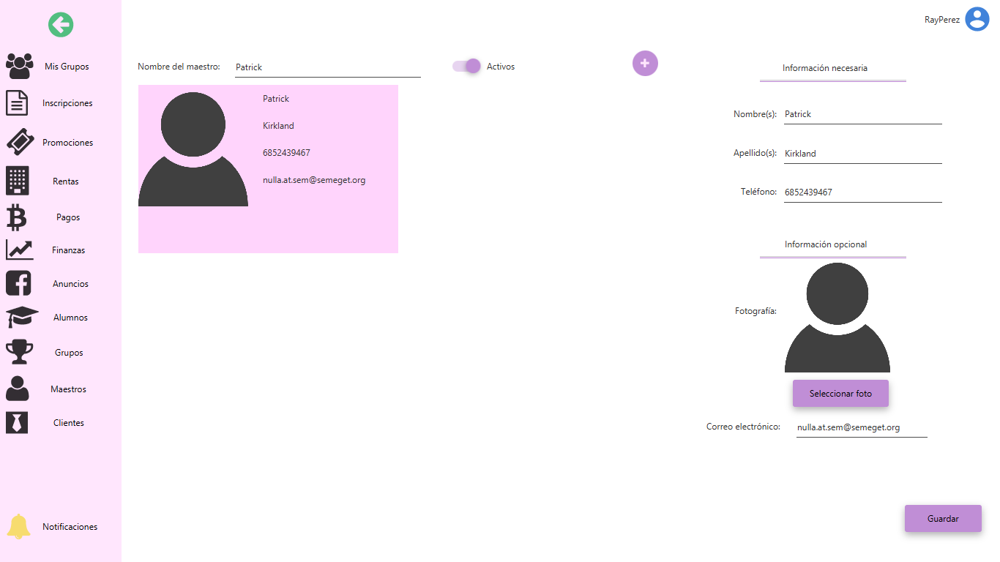 RayPerez
Mis Grupos
Inscripciones
Promociones
Rentas
Pagos
Finanzas
Anuncios
Alumnos
Grupos
Maestros
Clientes
Notificaciones
Nombre del maestro: Patrick
Activos
Patrick
Kirkland
6852439467
nulla.at.sem@semeget.org
Información necesaria
Nombre(s): Patrick
Apellido(s): Kirkland
Teléfono: 6852439467
Información opcional
Fotografía:
Seleccionar foto
Correo electrónico: nulla.at.sem@semeget.org
Guardar